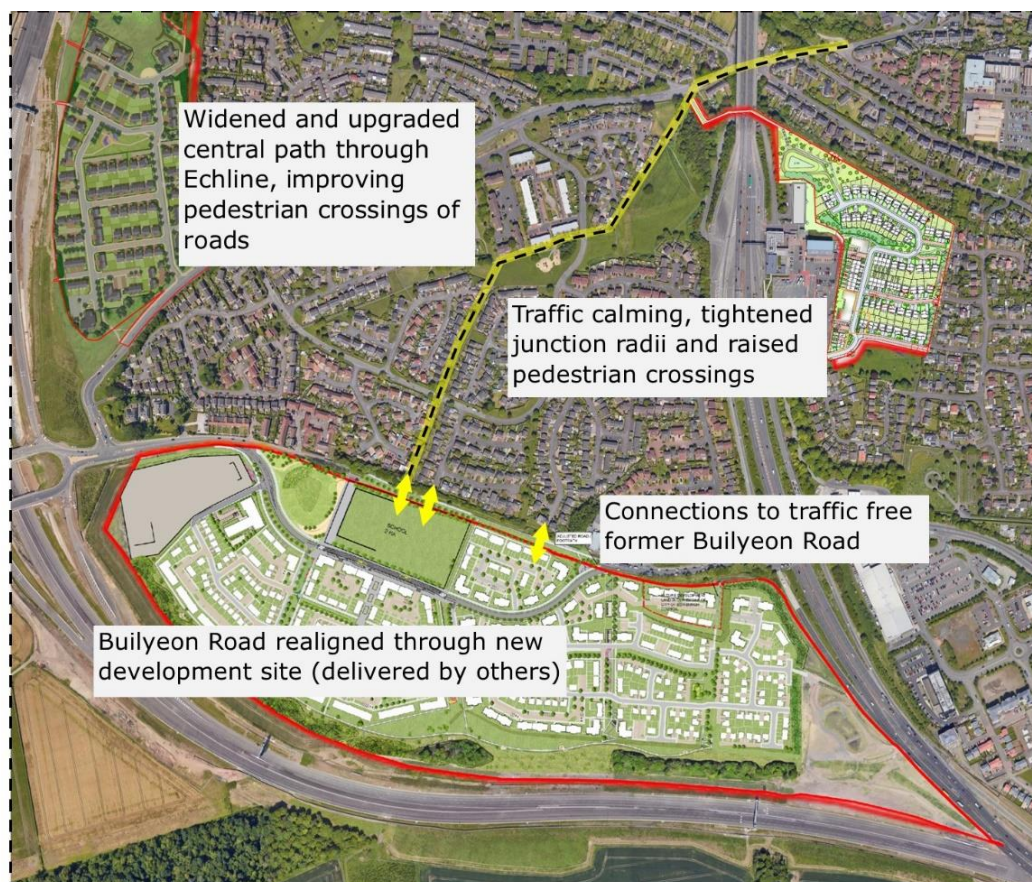 Widened and upgraded
central path through
Echline, improving
pedestrian crossings of
roads
Traffic calming, tightened
junction radii and raised
pedestrian crossings
Connections to traffic free
former Builyeon Road
SCHOOL
Builyeon Road realigned through new
development site (delivered by others)